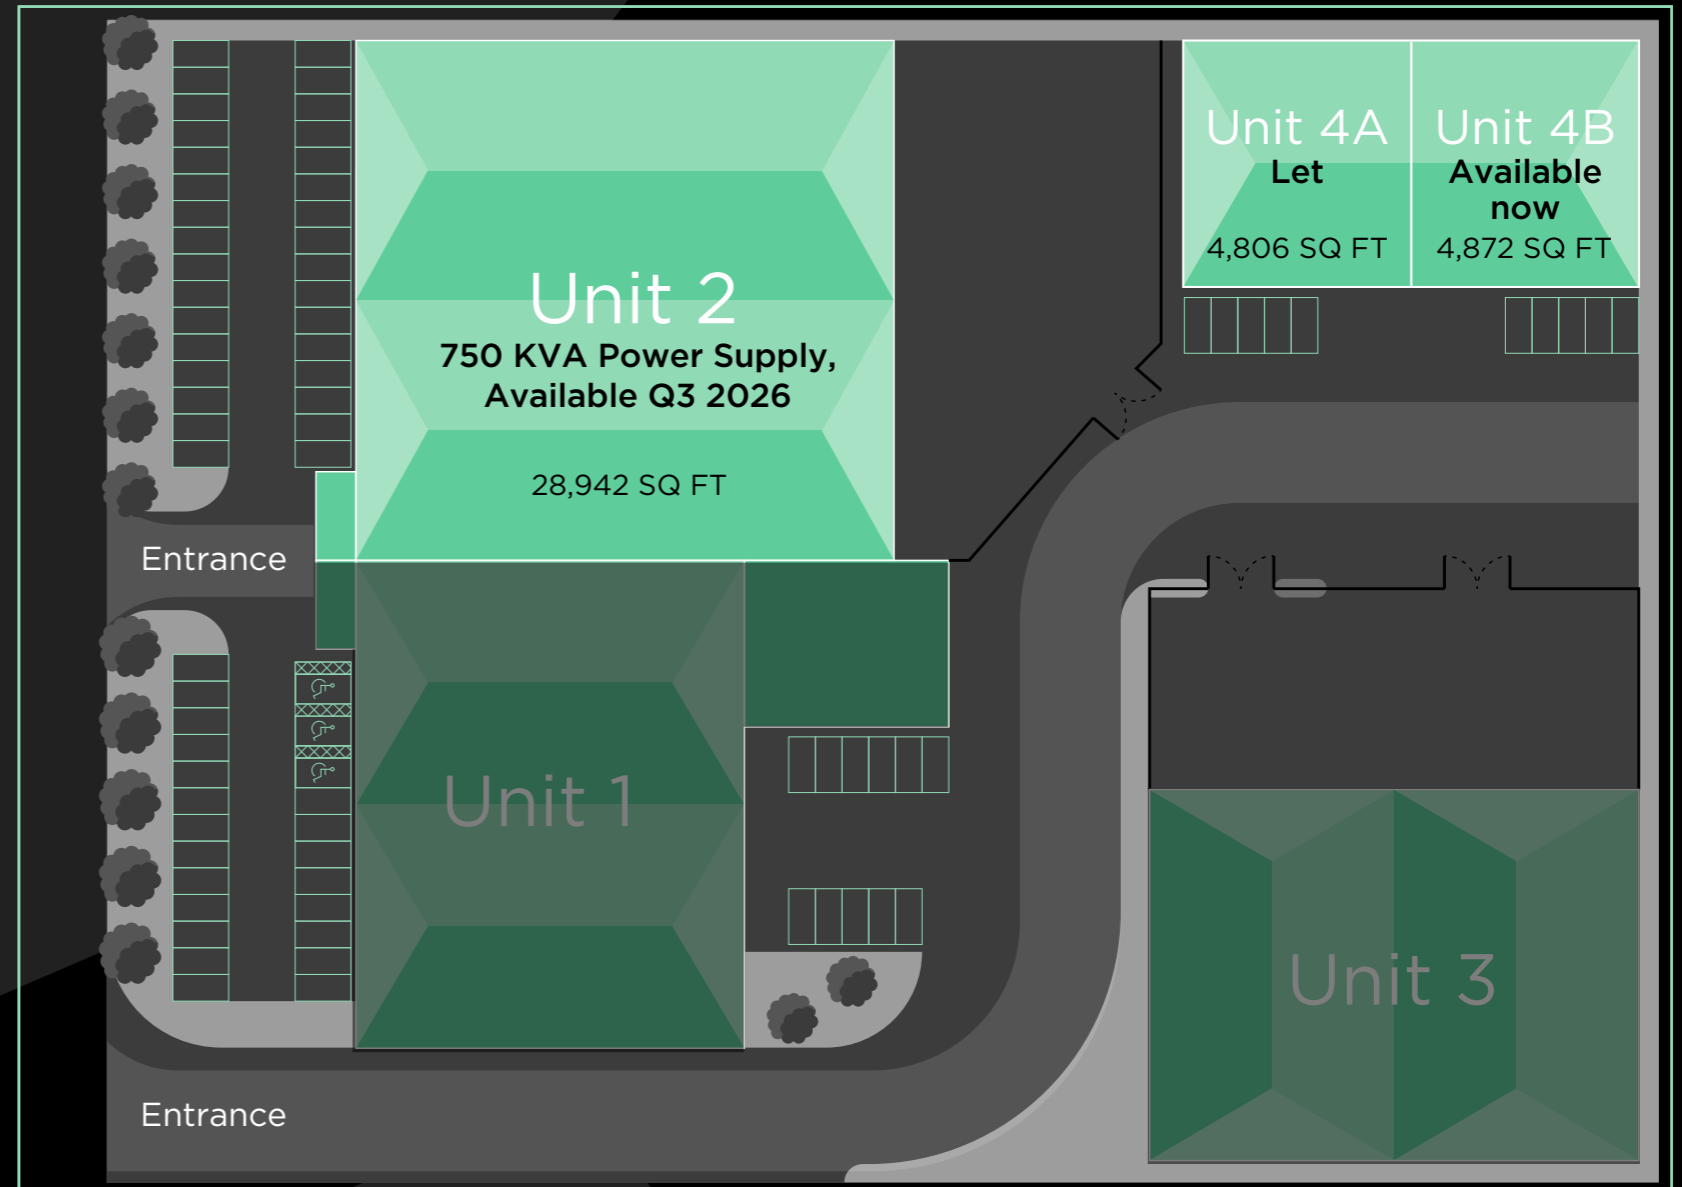 Unit 4A
Let
4,806 SQ FT
Unit 4B
Available
now
4,872 SQ FT
Unit 2
750 KVA Power Supply,
Available Q3 2026
28,942 SQ FT
Entrance
Unit 1
Unit 3
Entrance